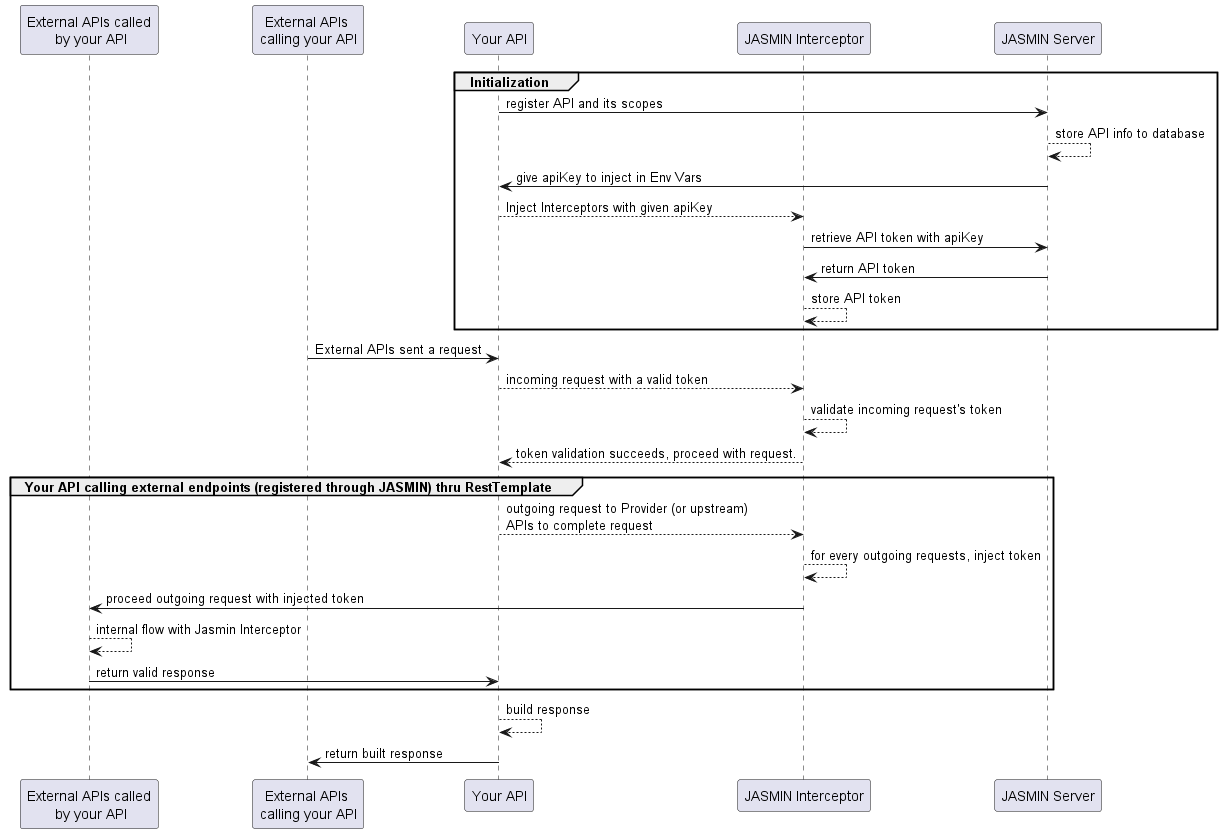 External APIs called
by your API
External APIs
calling your API
Your API
JASMIN Interceptor
JASMIN Server
Initialization
register API and its scopes
store API info to database
give apiKey to inject in Env Vars
Inject Interceptors with given apiKey
retrieve API token with apiKey
return API token
store API token
External APIs sent a request
incoming request with a valid token
validate incoming request's token
token validation succeeds, proceed with request.
Your API calling external endpoints (registered through JASMIN) thru RestTemplate
outgoing request to Provider (or upstream)
APIs to complete request
for every outgoing requests, inject token
proceed outgoing request with injected token
internal flow with Jasmin Interceptor
return valid response
build response
return built response
External APIs called
by your API
External APIs
calling your API
Your API
JASMIN Interceptor
JASMIN Server